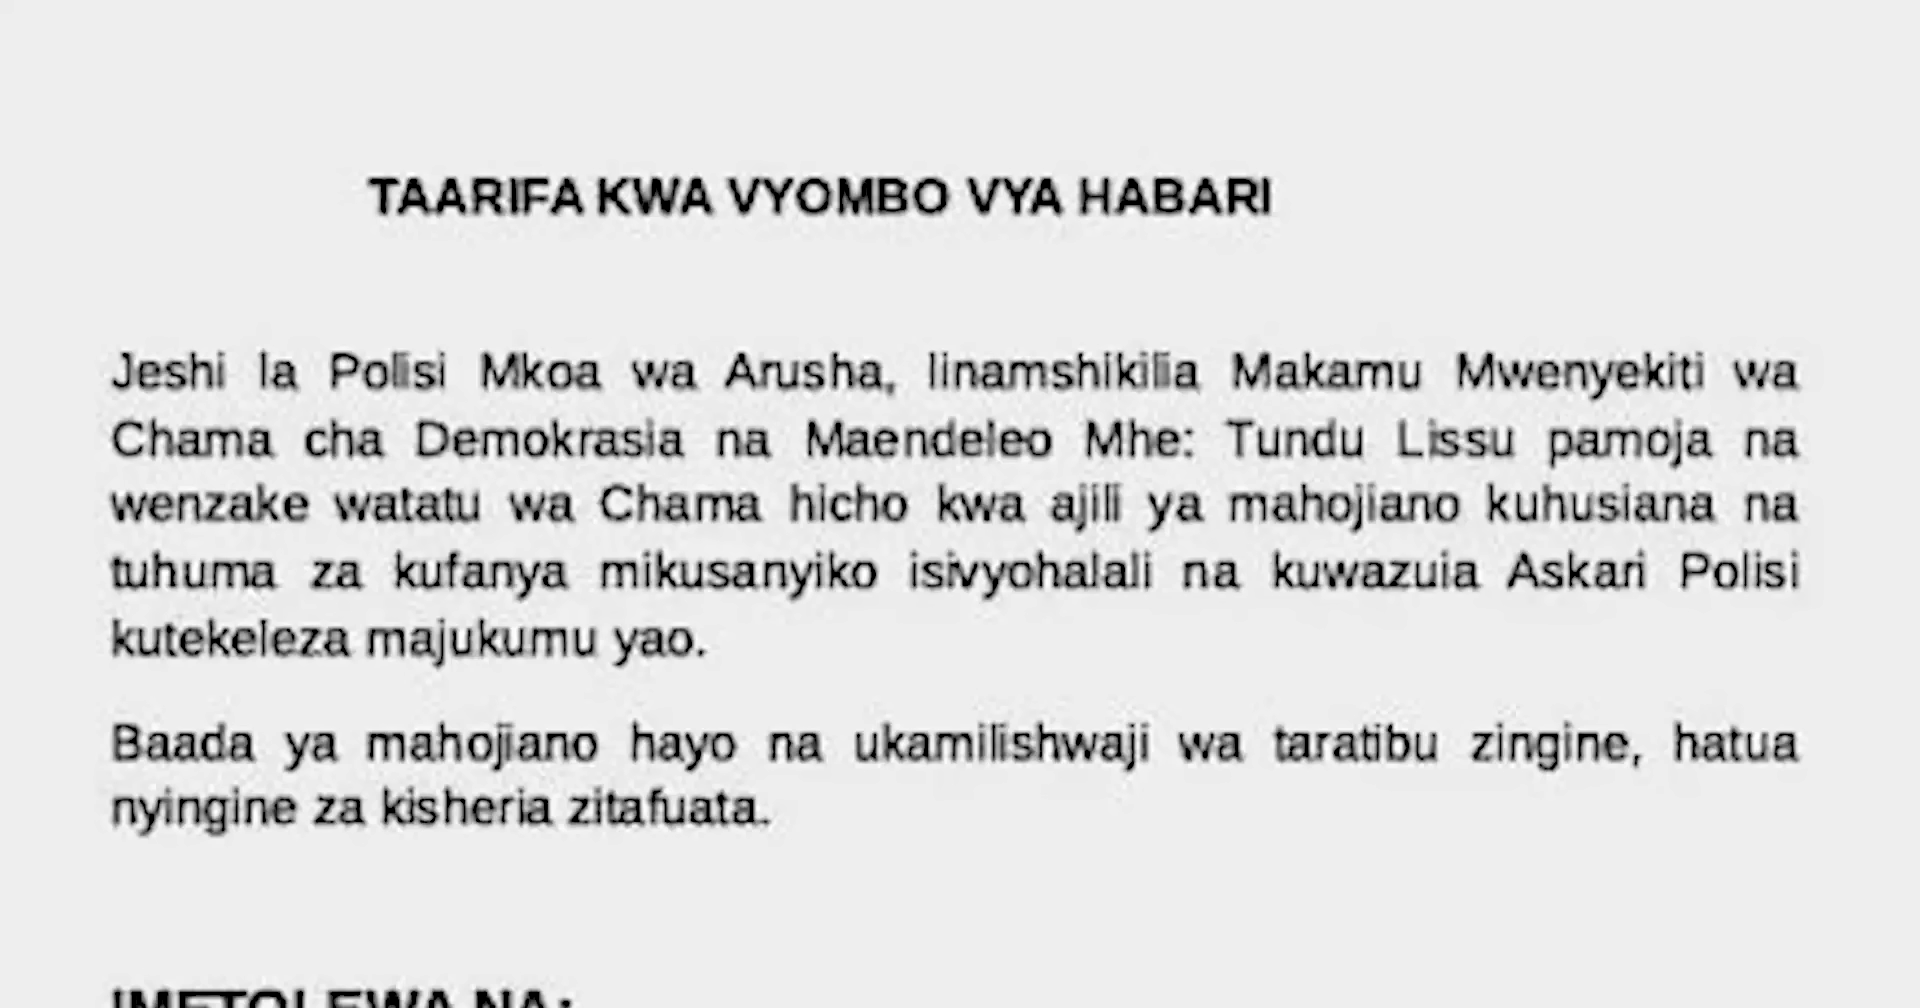 TAARIFA KWA VYOMBO VYA HABARI
Jeshi la Polisi Mkoa wa Arusha, linamshikilia Makamu Mwenyekiti wa
Chama cha Demokrasia na Maendeleo Mhe: Tundu Lissu pamoja na
wenzake watatu wa Chama hicho kwa ajili ya mahojiano kuhusiana na
tuhuma za kufanya mikusanyiko isivyohalali na kuwazuia Askari Polisi
kutekeleza majukumu yao.
Baada ya mahojiano hayo na ukamilishwaji wa taratibu zingine, hatua
nyingine za kisheria zitafuata.
IMETOLEWA NA: